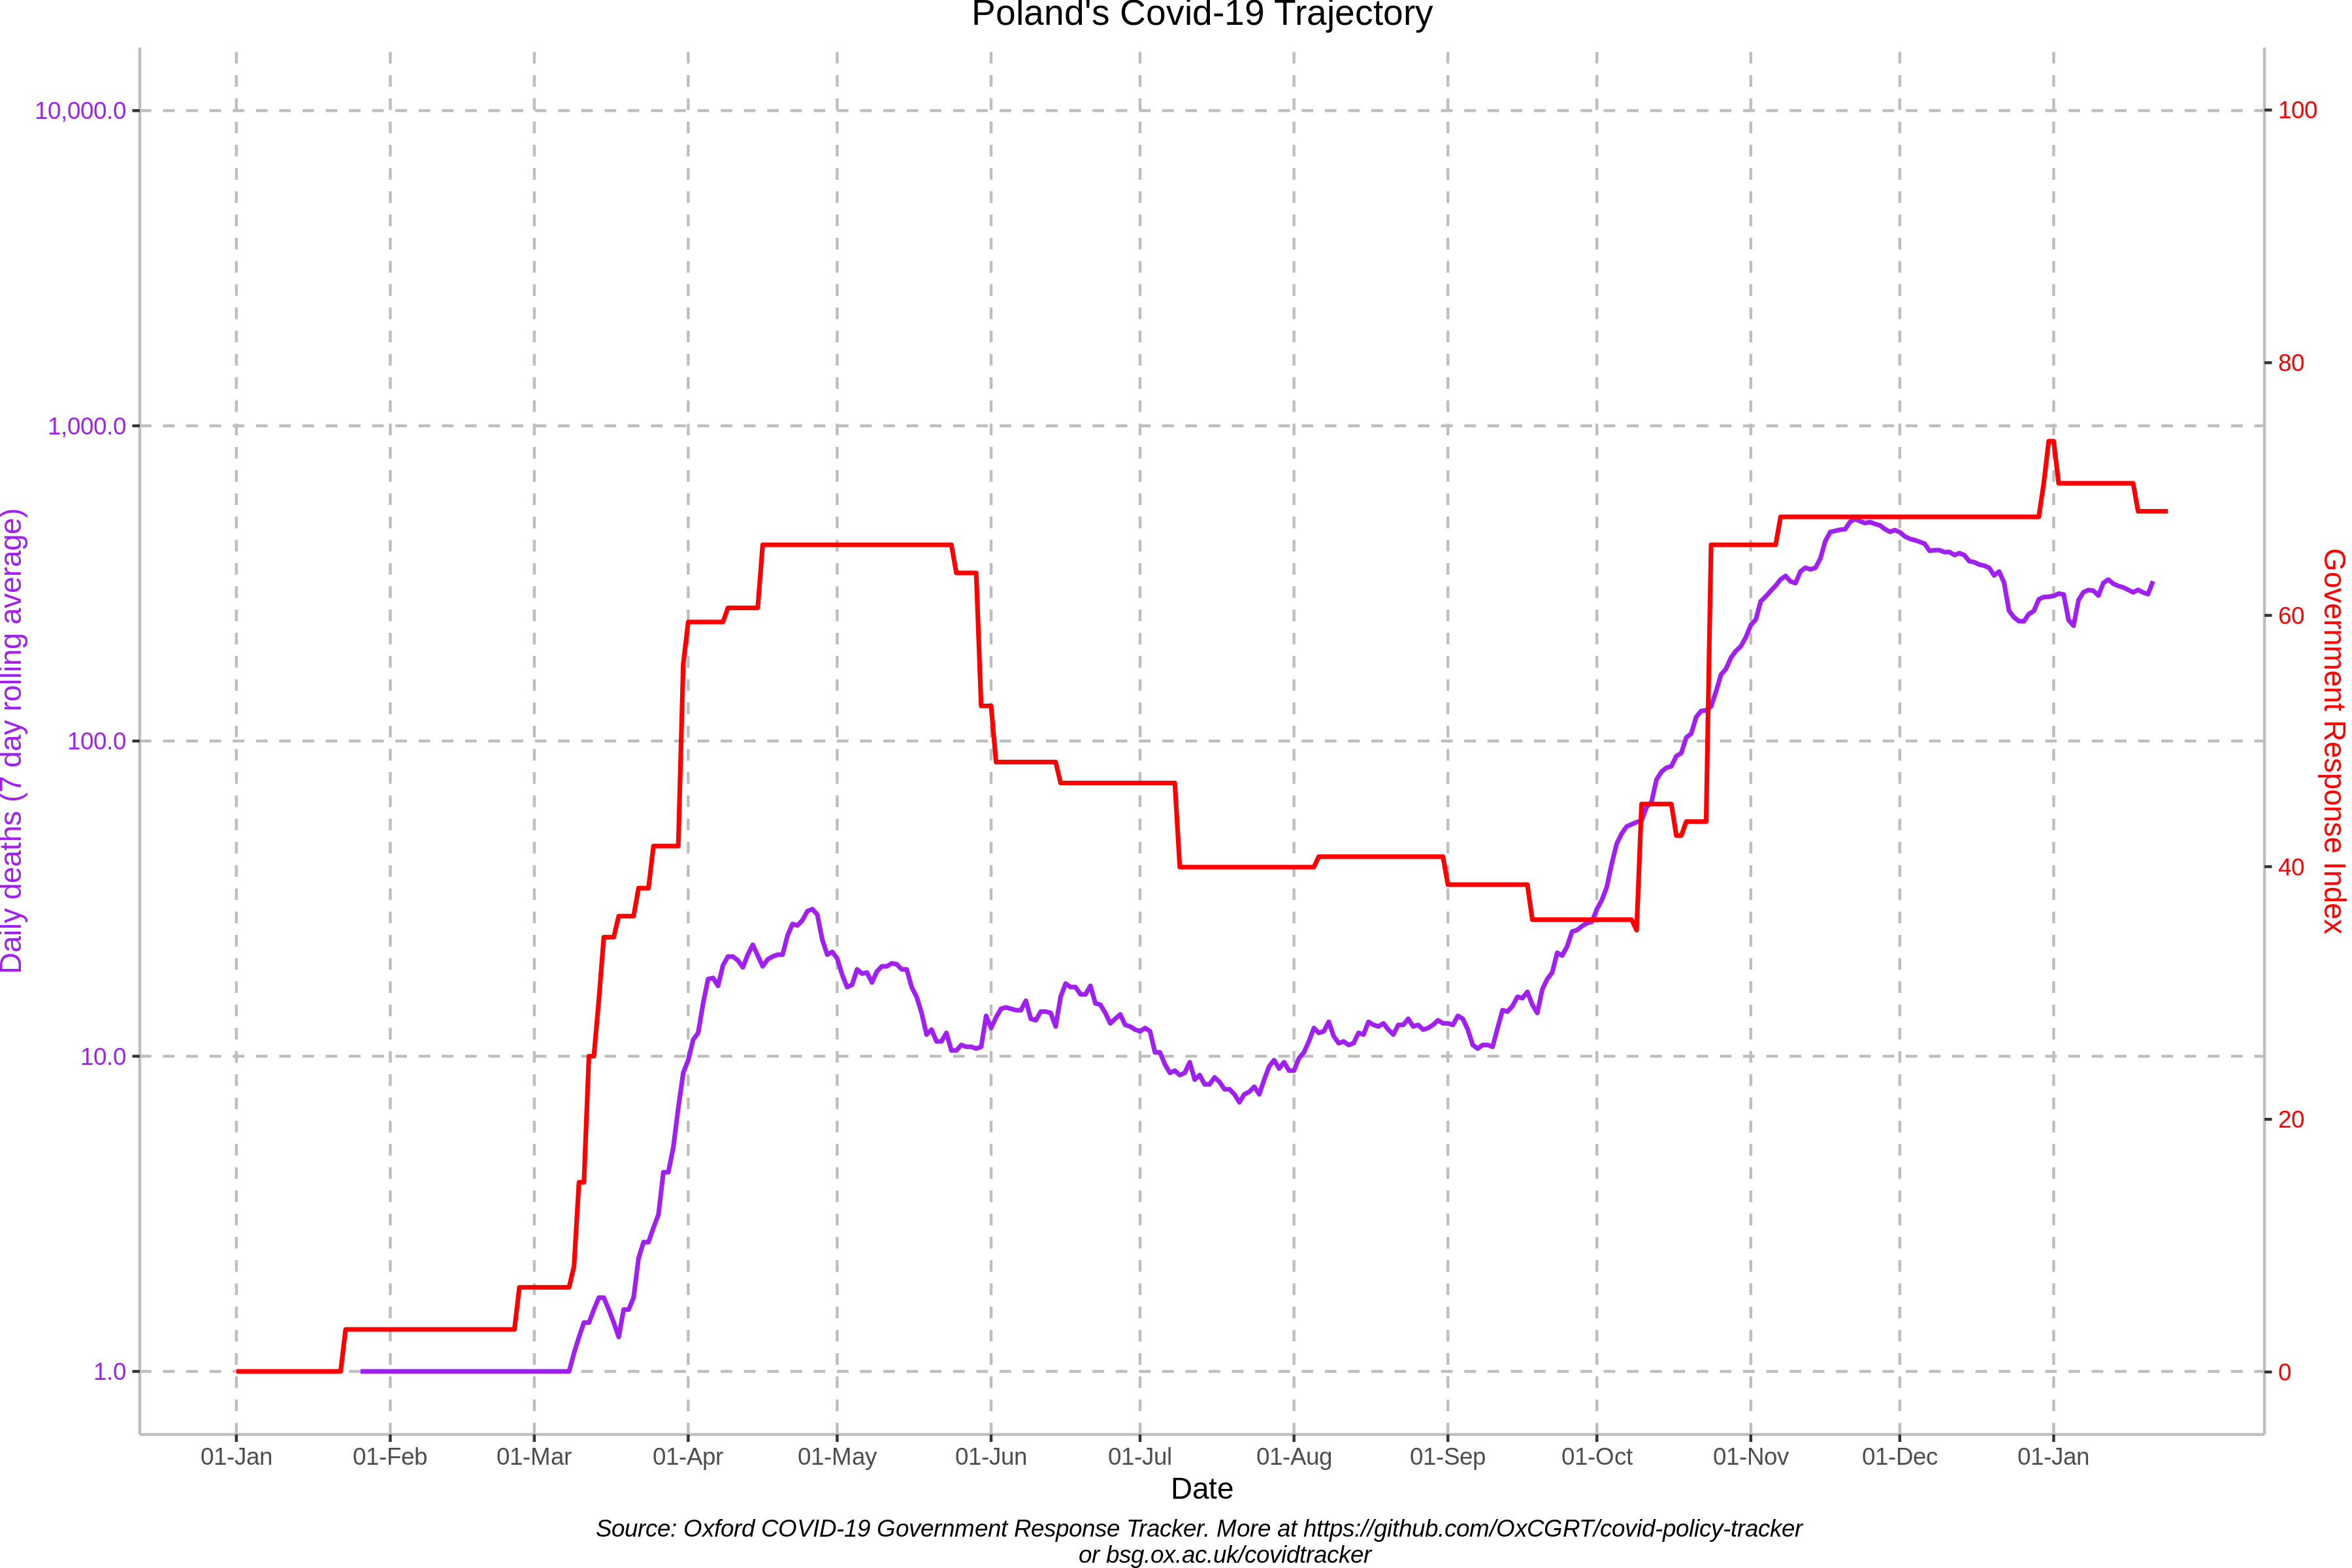 Poland's Covid-19 Trajectory
10,000.0
1,000.0
100.0
10.0
1.0
Daily deaths (7 day rolling average)
100
80
60
40
20
0
Government Response Index
01-Jan 01-Feb 01-Mar 01-Apr 01-May 01-Jun 01-Jul 01-Aug 01-Sep 01-Oct 01-Nov 01-Dec 01-Jan
Date
Source: Oxford COVID-19 Government Response Tracker. More at https://github.com/OxCGRT/covid-policy-tracker
or bsg.ox.ac.uk/covidtracker